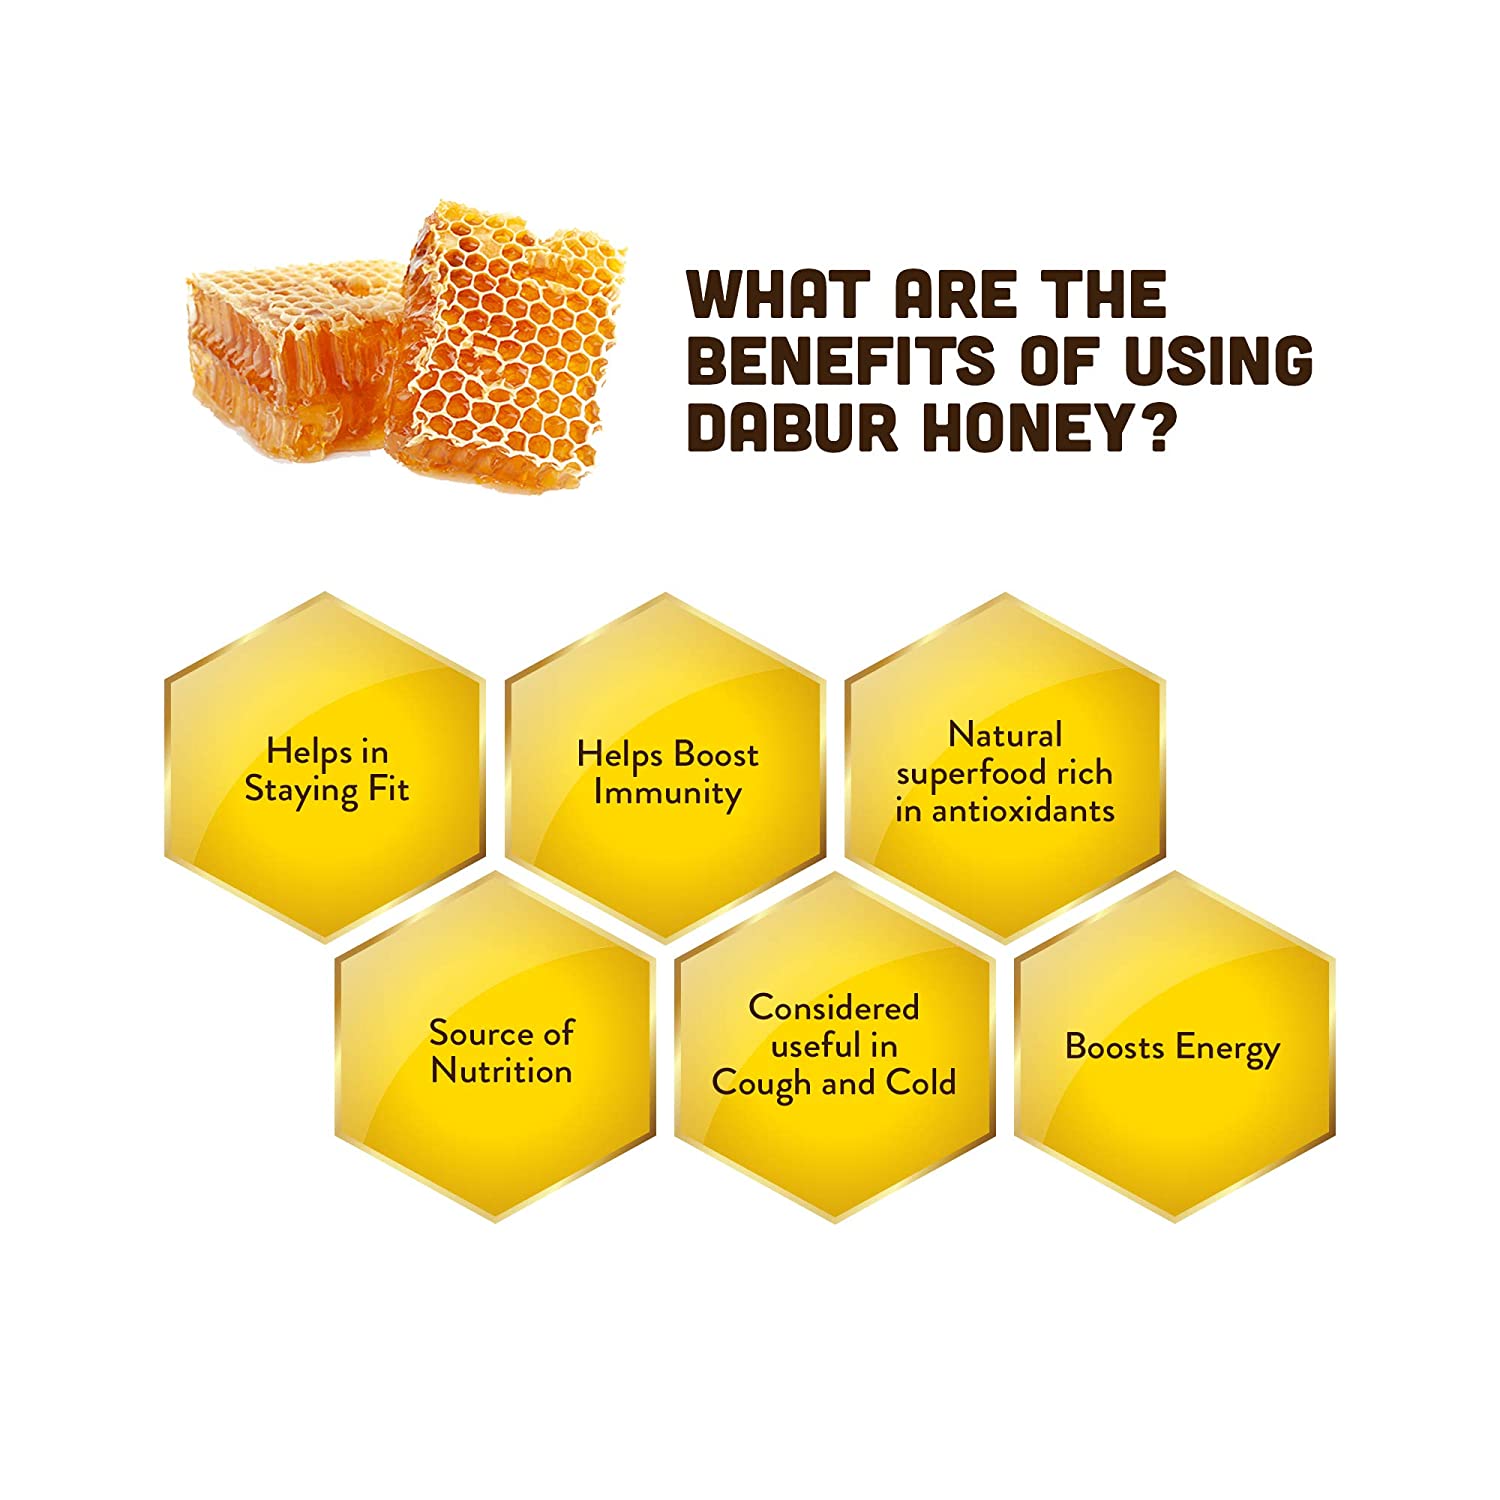 WHAT ARE THE
BENEFITS OF USING
DABUR HONEY?
Helps in
Staying Fit
Helps Boost
Immunity
Natural
superfood rich
in antioxidants
Source of
Nutrition
Considered
useful in
Cough and Cold
Boosts Energy